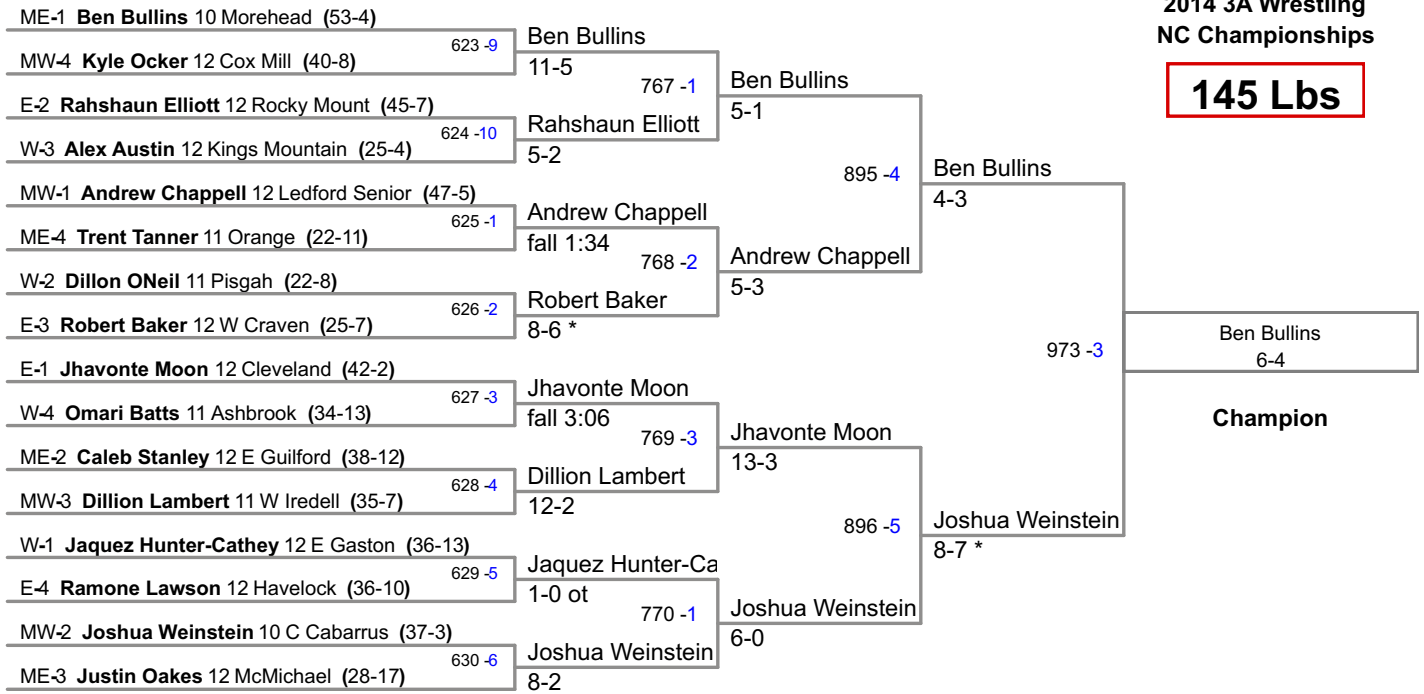 2014 3A Wrestling
NC Championships
145 Lbs
ME-1 Ben Bullins 10 Morehead (53-4)
MW-4 Kyle Ocker 12 Cox Mill (40-8)
E-2 Rahshaun Elliott 12 Rocky Mount (45-7)
W-3 Alex Austin 12 Kings Mountain (25-4)
MW-1 Andrew Chappell 12 Ledford Senior (47-5)
ME-4 Trent Tanner 11 Orange (22-11)
W-2 Dillon ONeil 11 Pisgah (22-8)
E-3 Robert Baker 12 W Craven (25-7)
E-1 Jhavonte Moon 12 Cleveland (42-2)
W-4 Omari Batts 11 Ashbrook (34-13)
ME-2 Caleb Stanley 12 E Guilford (38-12)
MW-3 Dillion Lambert 11 W Iredell (35-7)
W-1 Jaquez Hunter-Cathey 12 E Gaston (36-13)
E-4 Ramone Lawson 12 Havelock (36-10)
MW-2 Joshua Weinstein 10 C Cabarrus (37-3)
ME-3 Justin Oakes 12 McMichael (28-17)
623 -9
624 -10
625 -1
626 -2
627 -3
628 -4
629 -5
630 -6
Ben Bullins
11-5
Rahshaun Elliott
5-2
Andrew Chappell
fall 1:34
Robert Baker
8-6 *
Jhavonte Moon
fall 3:06
Dillion Lambert
12-2
Jaquez Hunter-Ca
1-0 ot
Joshua Weinstein
8-2
767 -1
768 -2
769 -3
770 -1
Ben Bullins
5-1
Andrew Chappell
5-3
Jhavonte Moon
13-3
Joshua Weinstein
6-0
895 -4
896 -5
Ben Bullins
4-3
Joshua Weinstein
8-7 *
973 -3
Ben Bullins
6-4
Champion